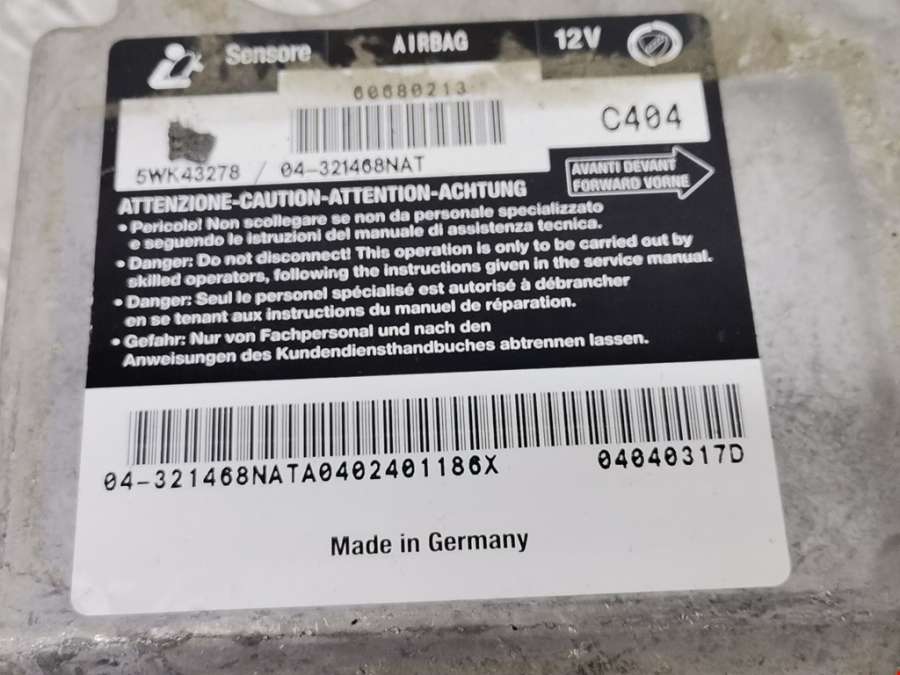 Sensore AIRBAG 12V
60680213
C404
5WK43278 / 04-321468NAT
AVANTI DEVANT
FORWARD VORNE
ATTENZIONE-CAUTION-ATTENTION-ACHTUNG
• Pericolo! Non scollegare se non da personale specializzato
e seguendo le istruzioni del manuale di assistenza tecnica.
• Danger: Do not disconnect! This operation is only to be carried out by
skilled operators, following the instructions given in the service manual.
• Danger: Seul le personel spécialisé est autorisé à débrancher
en se tenant aux instructions du manuel de réparation.
• Gefahr: Nur von Fachpersonal und nach den
Anweisungen des Kundendiensthandbuches abtrennen lassen.
04-321468NATA0402401186X 04040317D
Made in Germany